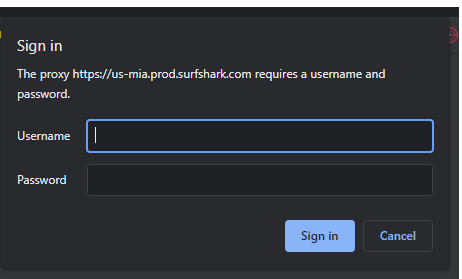 Sign in
The proxy https://us-mia.prod.surfshark.com requires a username and
password.
Username
Password
Sign in Cancel